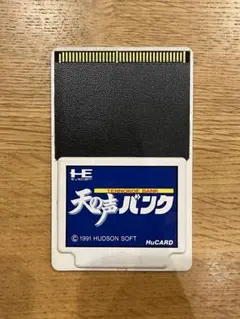 HE
TENNOKOE BANK
天の声バンク
© 1991 HUDSON SOFT
HuCARD